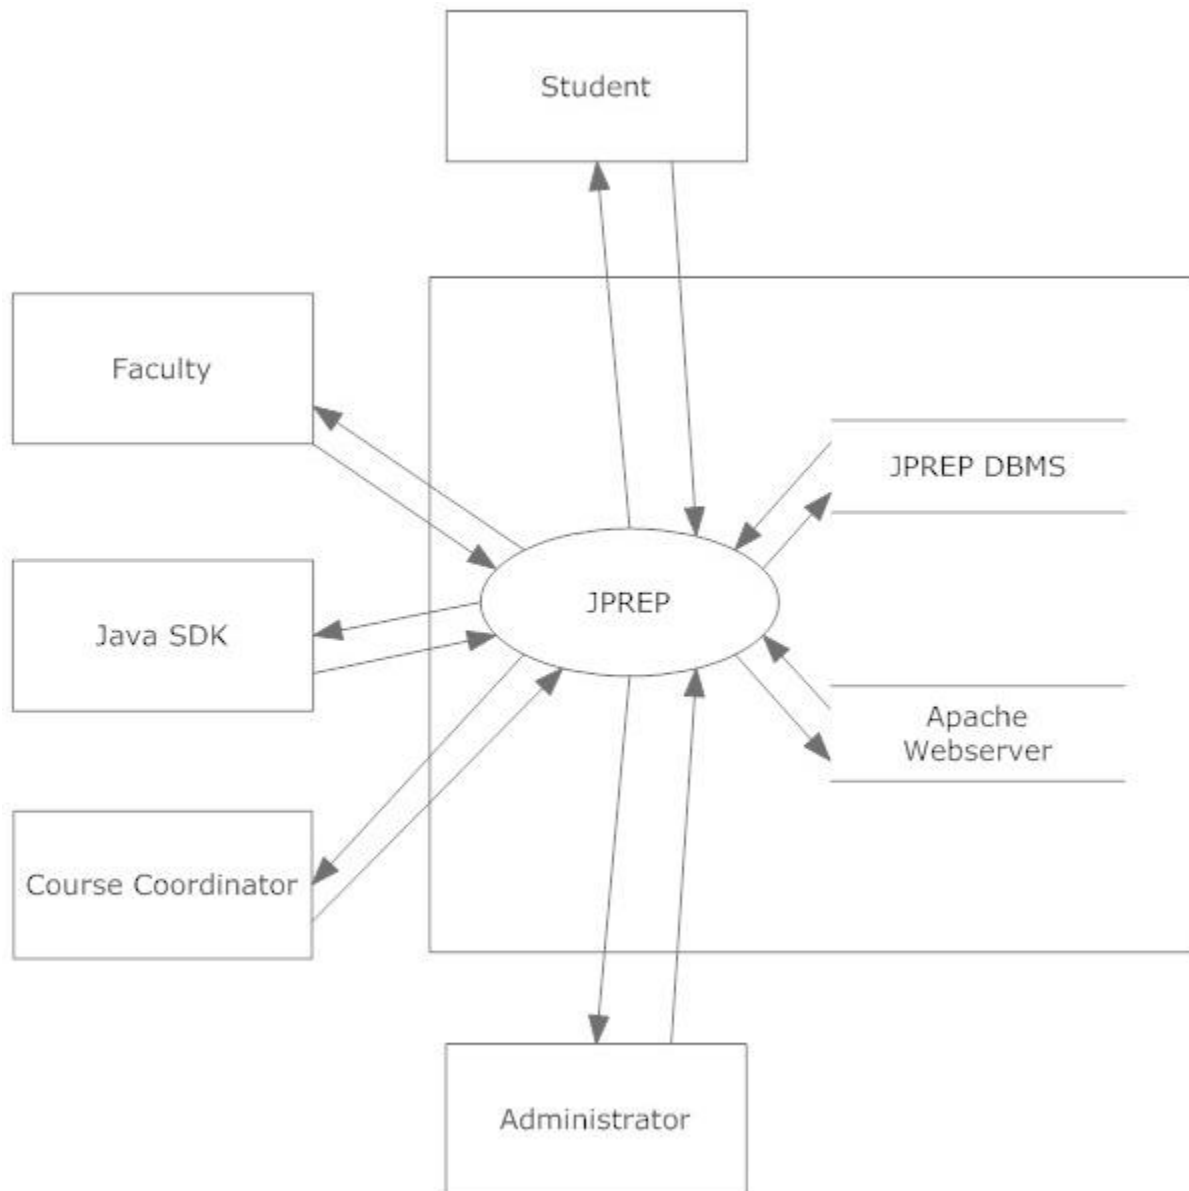 Student
Faculty
JPREP DBMS
JPREP
Java SDK
Apache
Webserver
Course Coordinator
Administrator